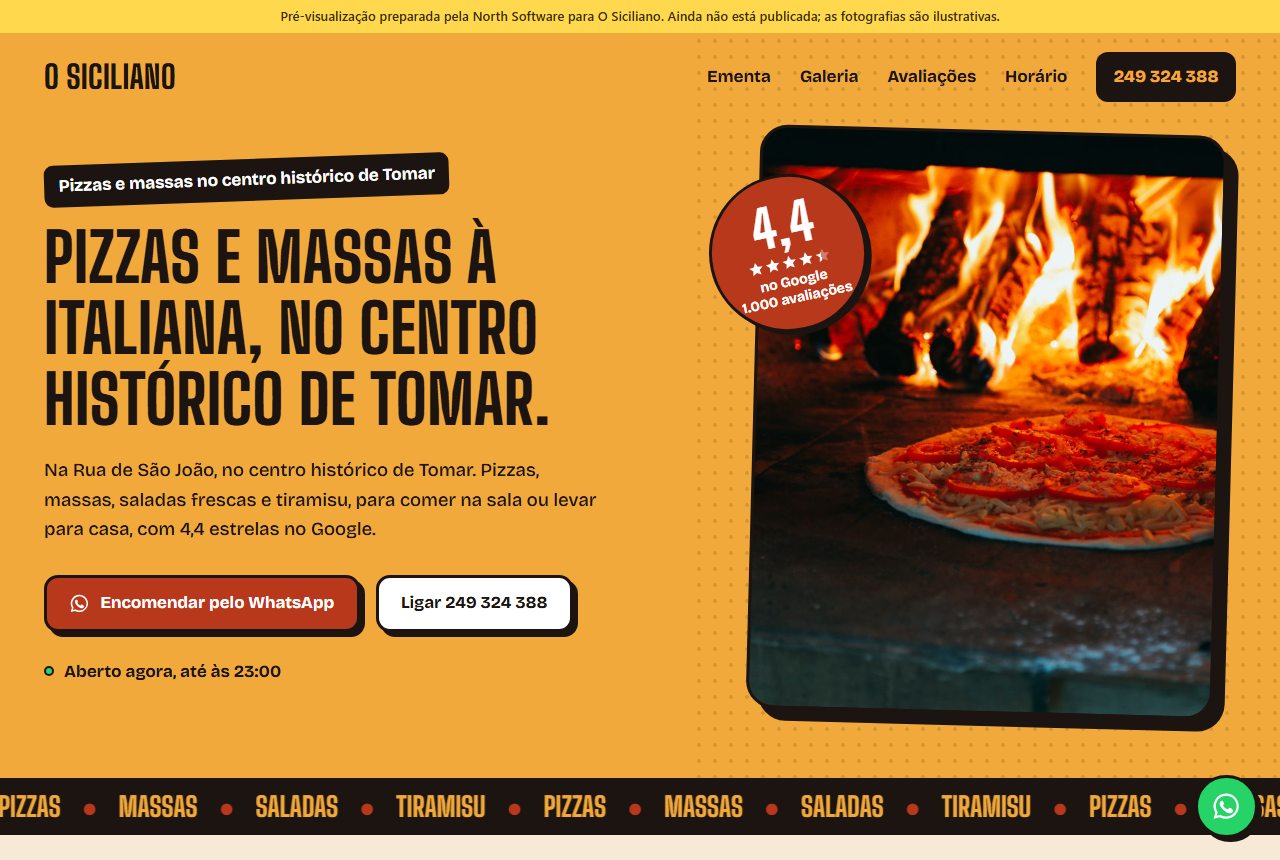 Pré-visualização preparada pela North Software para O Siciliano. Ainda não está publicada; as fotografias são ilustrativas.
O SICILIANO
Ementa
Galeria
Avaliações
Horário
249 324 388
Pizzas e massas no centro histórico de Tomar
PIZZAS E MASSAS À
ITALIANA, NO CENTRO
HISTÓRICO DE TOMAR.
Na Rua de São João, no centro histórico de Tomar. Pizzas,
massas, saladas frescas e tiramisu, para comer na sala ou levar
para casa, com 4,4 estrelas no Google.
Encomendar pelo WhatsApp
Ligar 249 324 388
Aberto agora, até às 23:00
4,4
no Google
1.000 avaliações
PIZZAS MASSAS SALADAS TIRAMISU PIZZAS MASSAS SALADAS TIRAMISU PIZZAS